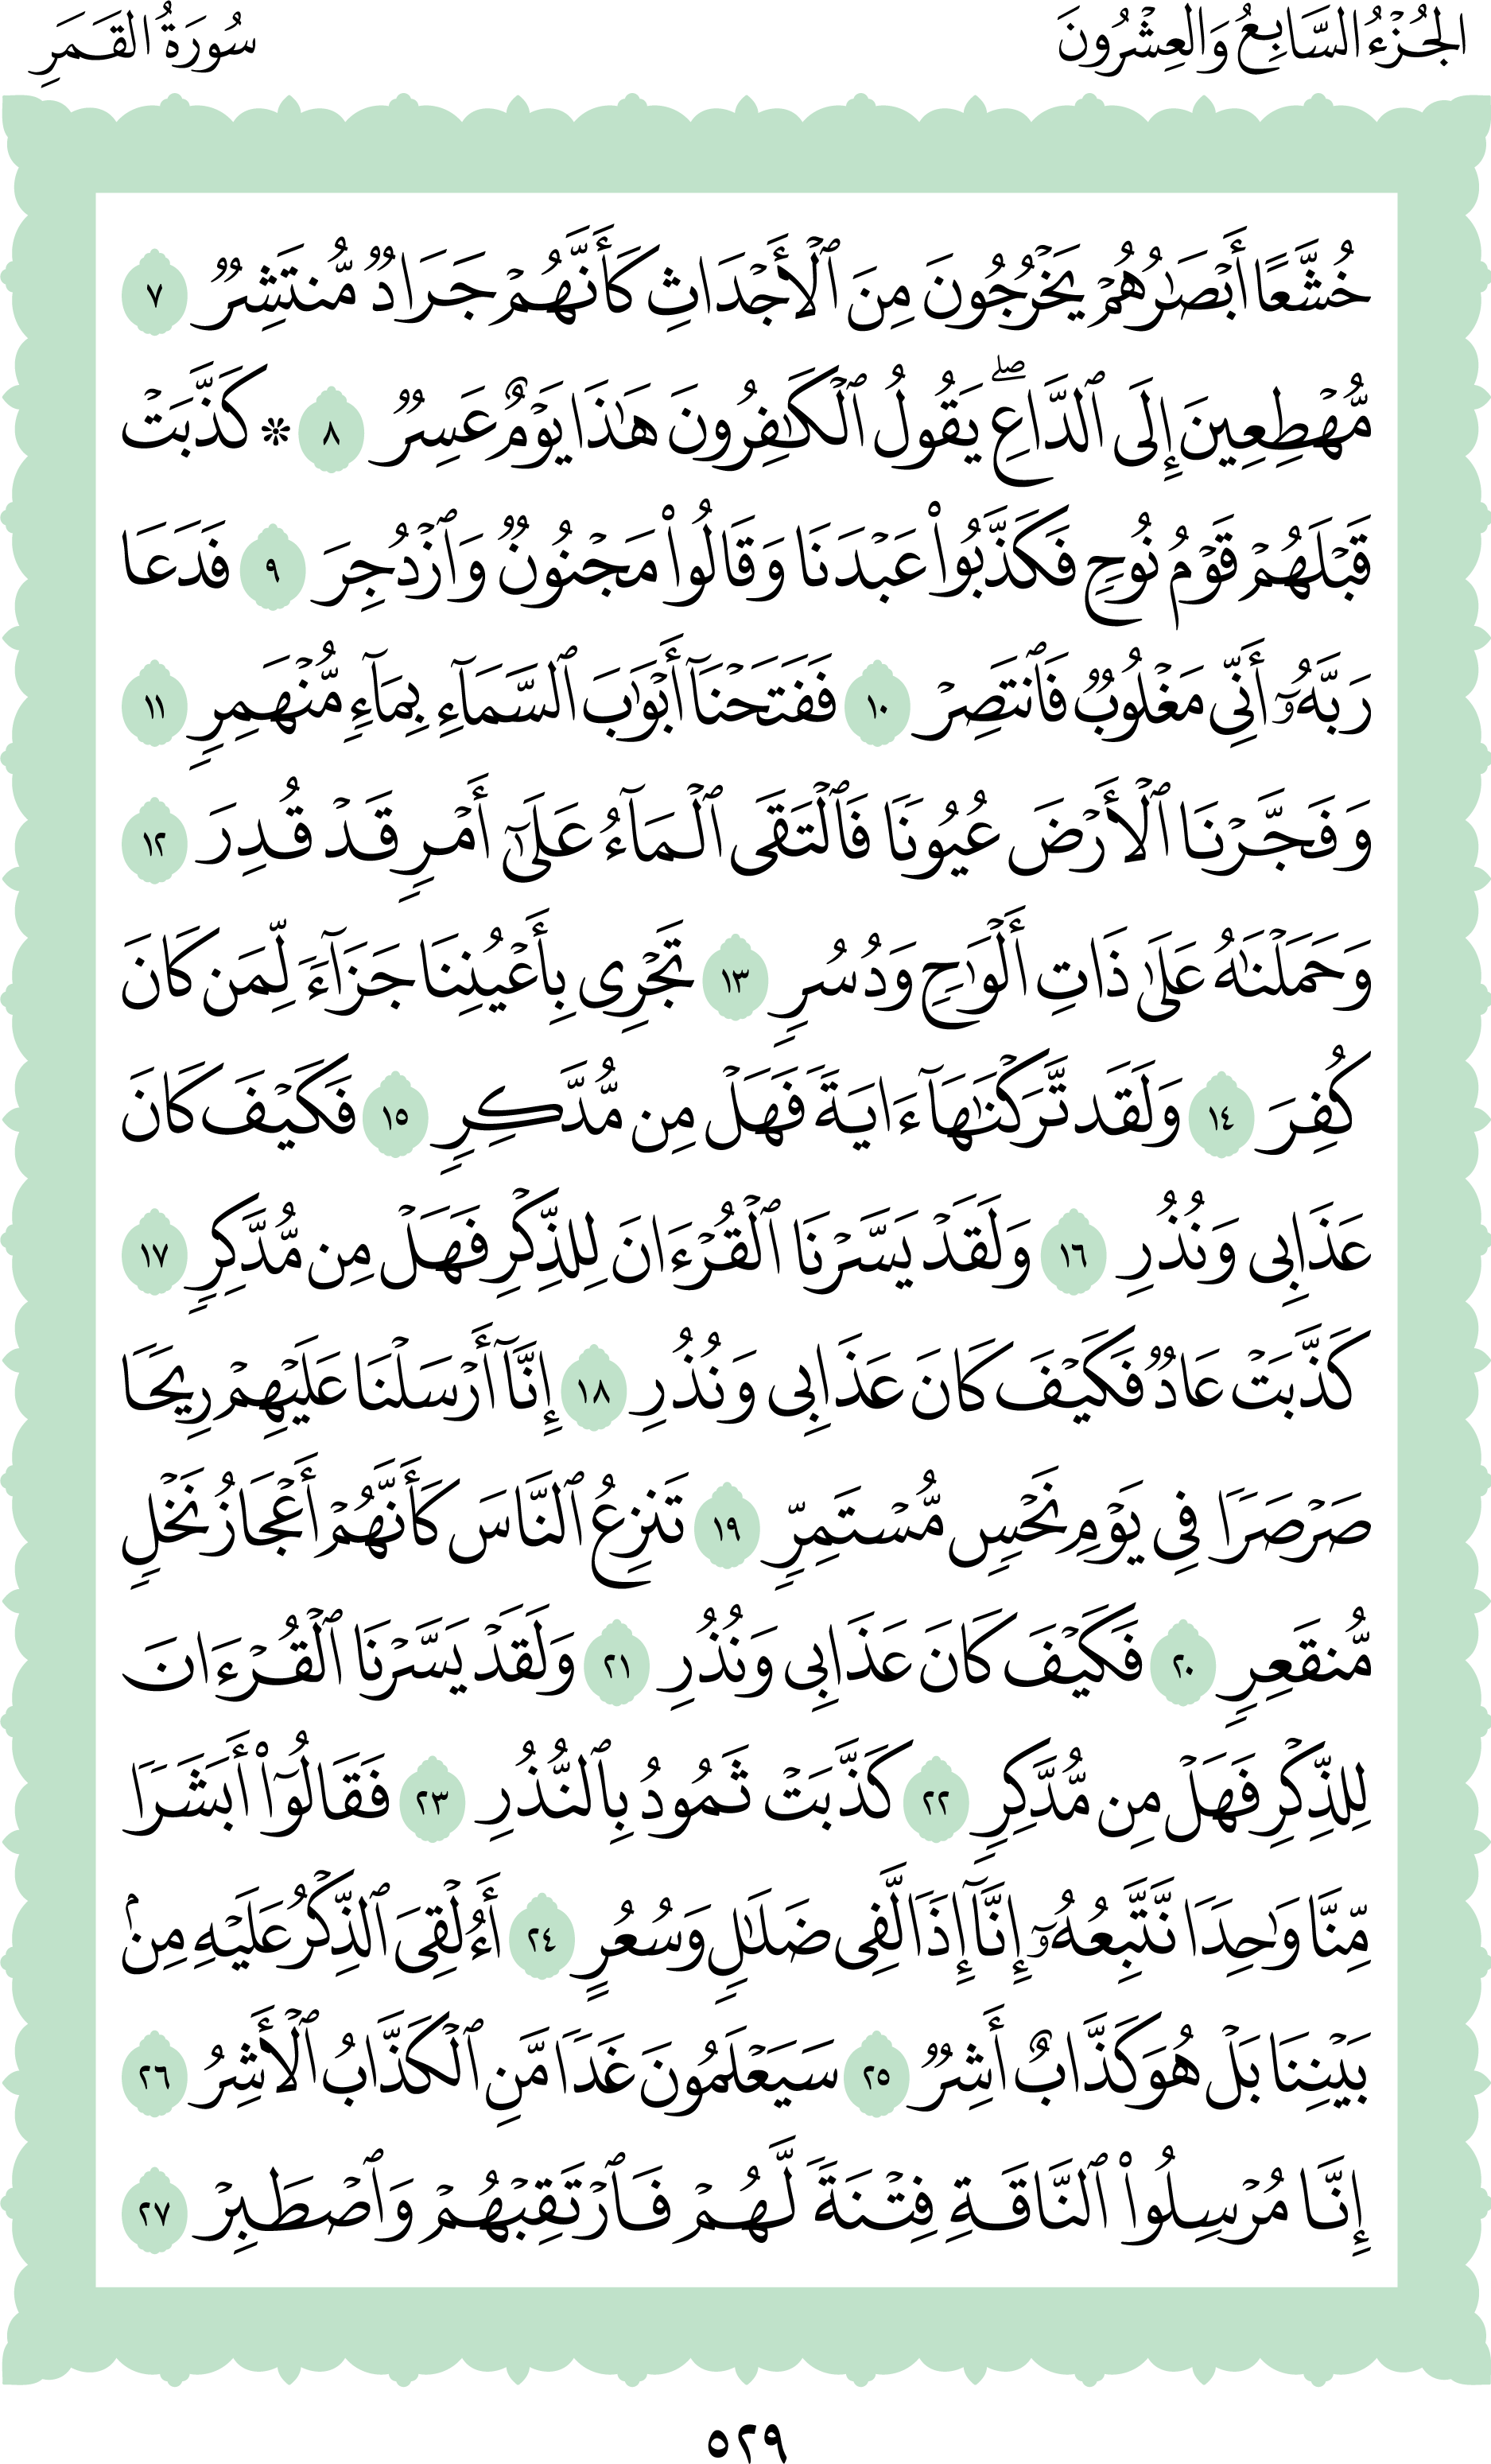 الجُزْءُ السَّابِعُ وَالعِشْرُونَ
سُورَةُ القَمَرِ
خُشَّعًا أَبْصَٰرُهُمْ يَخْرُجُونَ مِنَ ٱلْأَجْدَاثِ كَأَنَّهُمْ جَرَادٌ مُّنتَشِرٌ ٧
مُّهْطِعِينَ إِلَى ٱلدَّاعِ ۖ يَقُولُ ٱلْكَٰفِرُونَ هَٰذَا يَوْمٌ عَسِرٌ ٨ ۞ كَذَّبَتْ
قَبْلَهُمْ قَوْمُ نُوحٍ فَكَذَّبُوا۟ عَبْدَنَا وَقَالُوا۟ مَجْنُونٌ وَٱزْدُجِرَ ٩ فَدَعَا
رَبَّهُۥٓ أَنِّى مَغْلُوبٌ فَٱنتَصِرْ ١٠ فَفَتَحْنَآ أَبْوَٰبَ ٱلسَّمَآءِ بِمَآءٍ مُّنْهَمِرٍ ١١
وَفَجَّرْنَا ٱلْأَرْضَ عُيُونًا فَٱلْتَقَى ٱلْمَآءُ عَلَىٰٓ أَمْرٍ قَدْ قُدِرَ ١٢
وَحَمَلْنَٰهُ عَلَىٰ ذَاتِ أَلْوَٰحٍ وَدُسُرٍ ١٣ تَجْرِى بِأَعْيُنِنَا جَزَآءً لِّمَن كَانَ
كُفِرَ ١٤ وَلَقَد تَّرَكْنَٰهَآ ءَايَةً فَهَلْ مِن مُّدَّكِرٍ ١٥ فَكَيْفَ كَانَ
عَذَابِى وَنُذُرِ ١٦ وَلَقَدْ يَسَّرْنَا ٱلْقُرْءَانَ لِلذِّكْرِ فَهَلْ مِن مُّدَّكِرٍ ١٧
كَذَّبَتْ عَادٌ فَكَيْفَ كَانَ عَذَابِى وَنُذُرِ ١٨ إِنَّآ أَرْسَلْنَا عَلَيْهِمْ رِيحًا
صَرْصَرًا فِى يَوْمِ نَحْسٍ مُّسْتَمِرٍّ ١٩ تَنزِعُ ٱلنَّاسَ كَأَنَّهُمْ أَعْجَازُ نَخْلٍ
مُّنقَعِرٍ ٢٠ فَكَيْفَ كَانَ عَذَابِى وَنُذُرِ ٢١ وَلَقَدْ يَسَّرْنَا ٱلْقُرْءَانَ
لِلذِّكْرِ فَهَلْ مِن مُّدَّكِرٍ ٢٢ كَذَّبَتْ ثَمُودُ بِٱلنُّذُرِ ٢٣ فَقَالُوٓا۟ أَبَشَرًا
مِّنَّا وَٰحِدًا نَّتَّبِعُهُۥٓ إِنَّآ إِذًا لَّفِى ضَلَٰلٍ وَسُعُرٍ ٢٤ أَءُلْقِىَ ٱلذِّكْرُ عَلَيْهِ مِنۢ
بَيْنِنَا بَلْ هُوَ كَذَّابٌ أَشِرٌ ٢٥ سَيَعْلَمُونَ غَدًا مَّنِ ٱلْكَذَّابُ ٱلْأَشِرُ ٢٦
إِنَّا مُرْسِلُوا۟ ٱلنَّاقَةِ فِتْنَةً لَّهُمْ فَٱرْتَقِبْهُمْ وَٱصْطَبِرْ ٢٧
٥٢٩